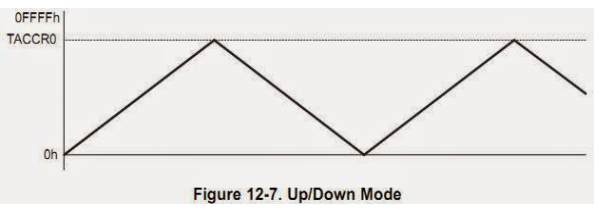 0FFFFh
TACCR0
0h
Figure 12-7. Up/Down Mode